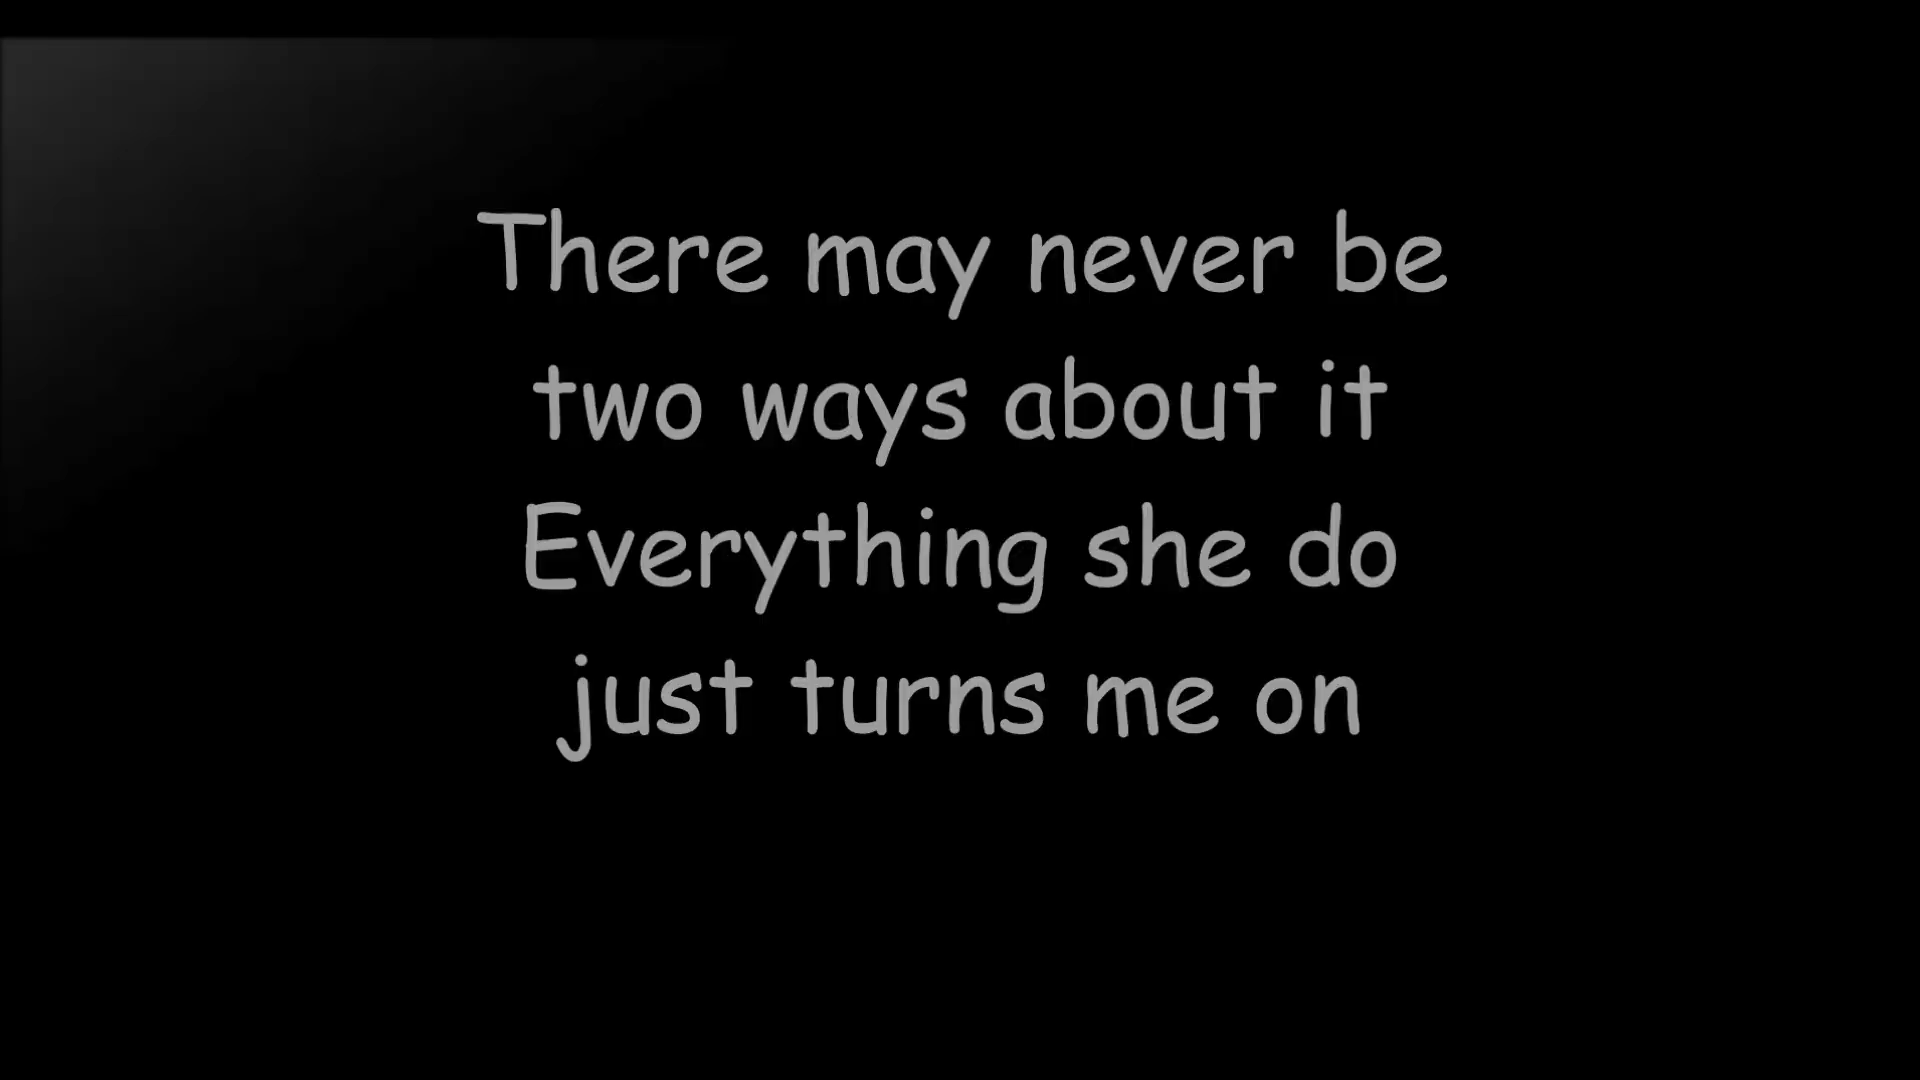 There may never be
two ways about it
Everything she do
just turns me on